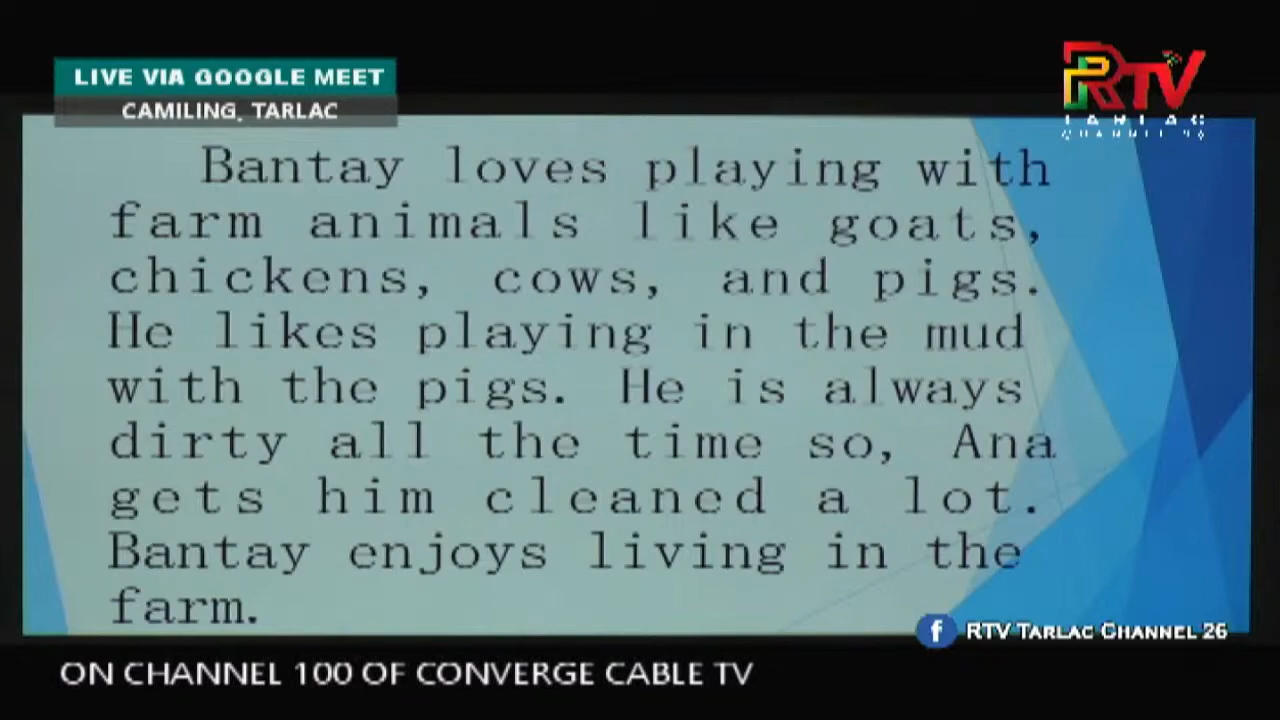 LIVE VIA GOOGLE MEET
CAMILING, TARLAC
RTV
TARLAC
CHANNEL 26
Bantay loves playing with
farm animals like goats,
chickens, cows, and pigs.
He likes playing in the mud
with the pigs. He is always
dirty all the time so, Ana
gets him cleaned a lot.
Bantay enjoys living in the
farm.
f RTV TARLAC CHANNEL 26
ON CHANNEL 100 OF CONVERGE CABLE TV